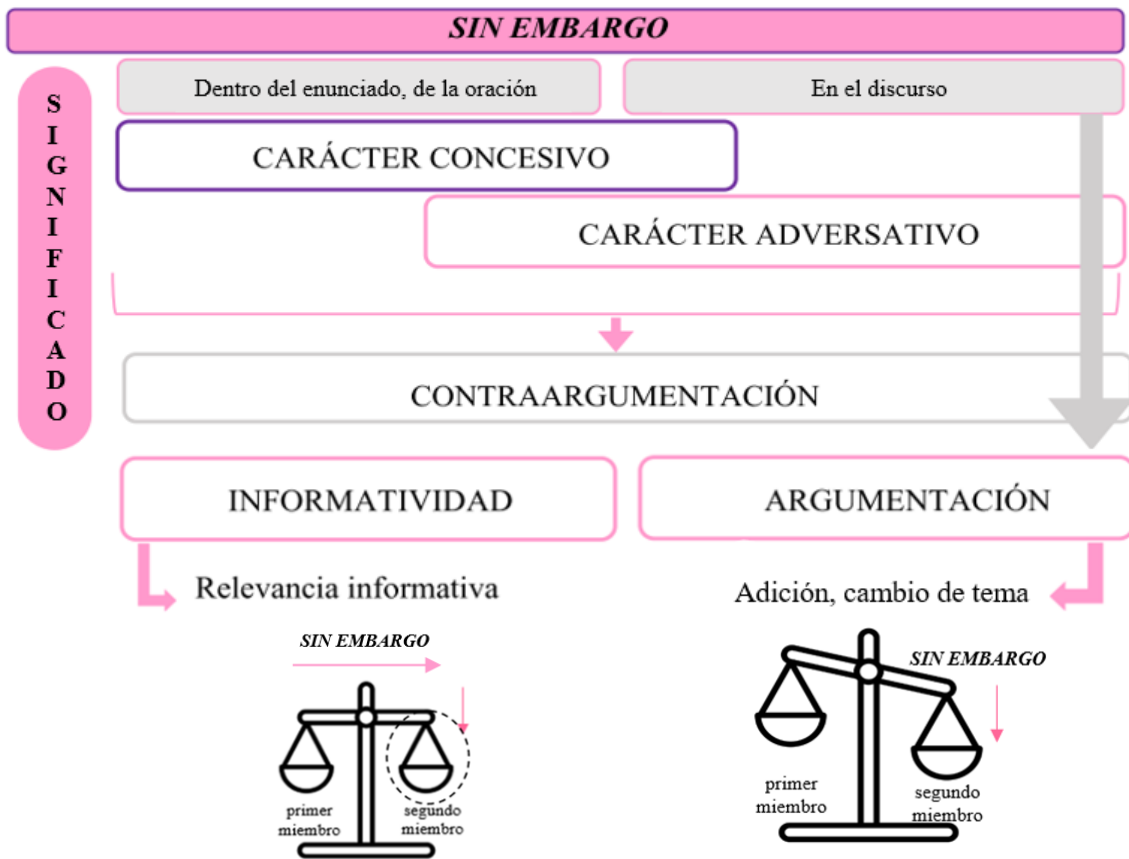 SIN EMBARGO
SIGNIFICADO
Dentro del enunciado, de la oración
En el discurso
CARÁCTER CONCESIVO
CARÁCTER ADVERSATIVO
CONTRAARGUMENTACIÓN
INFORMATIVIDAD
ARGUMENTACIÓN
Relevancia informativa
Adición, cambio de tema
SIN EMBARGO
primer
miembro
segundo
miembro
SIN EMBARGO
primer
miembro
segundo
miembro